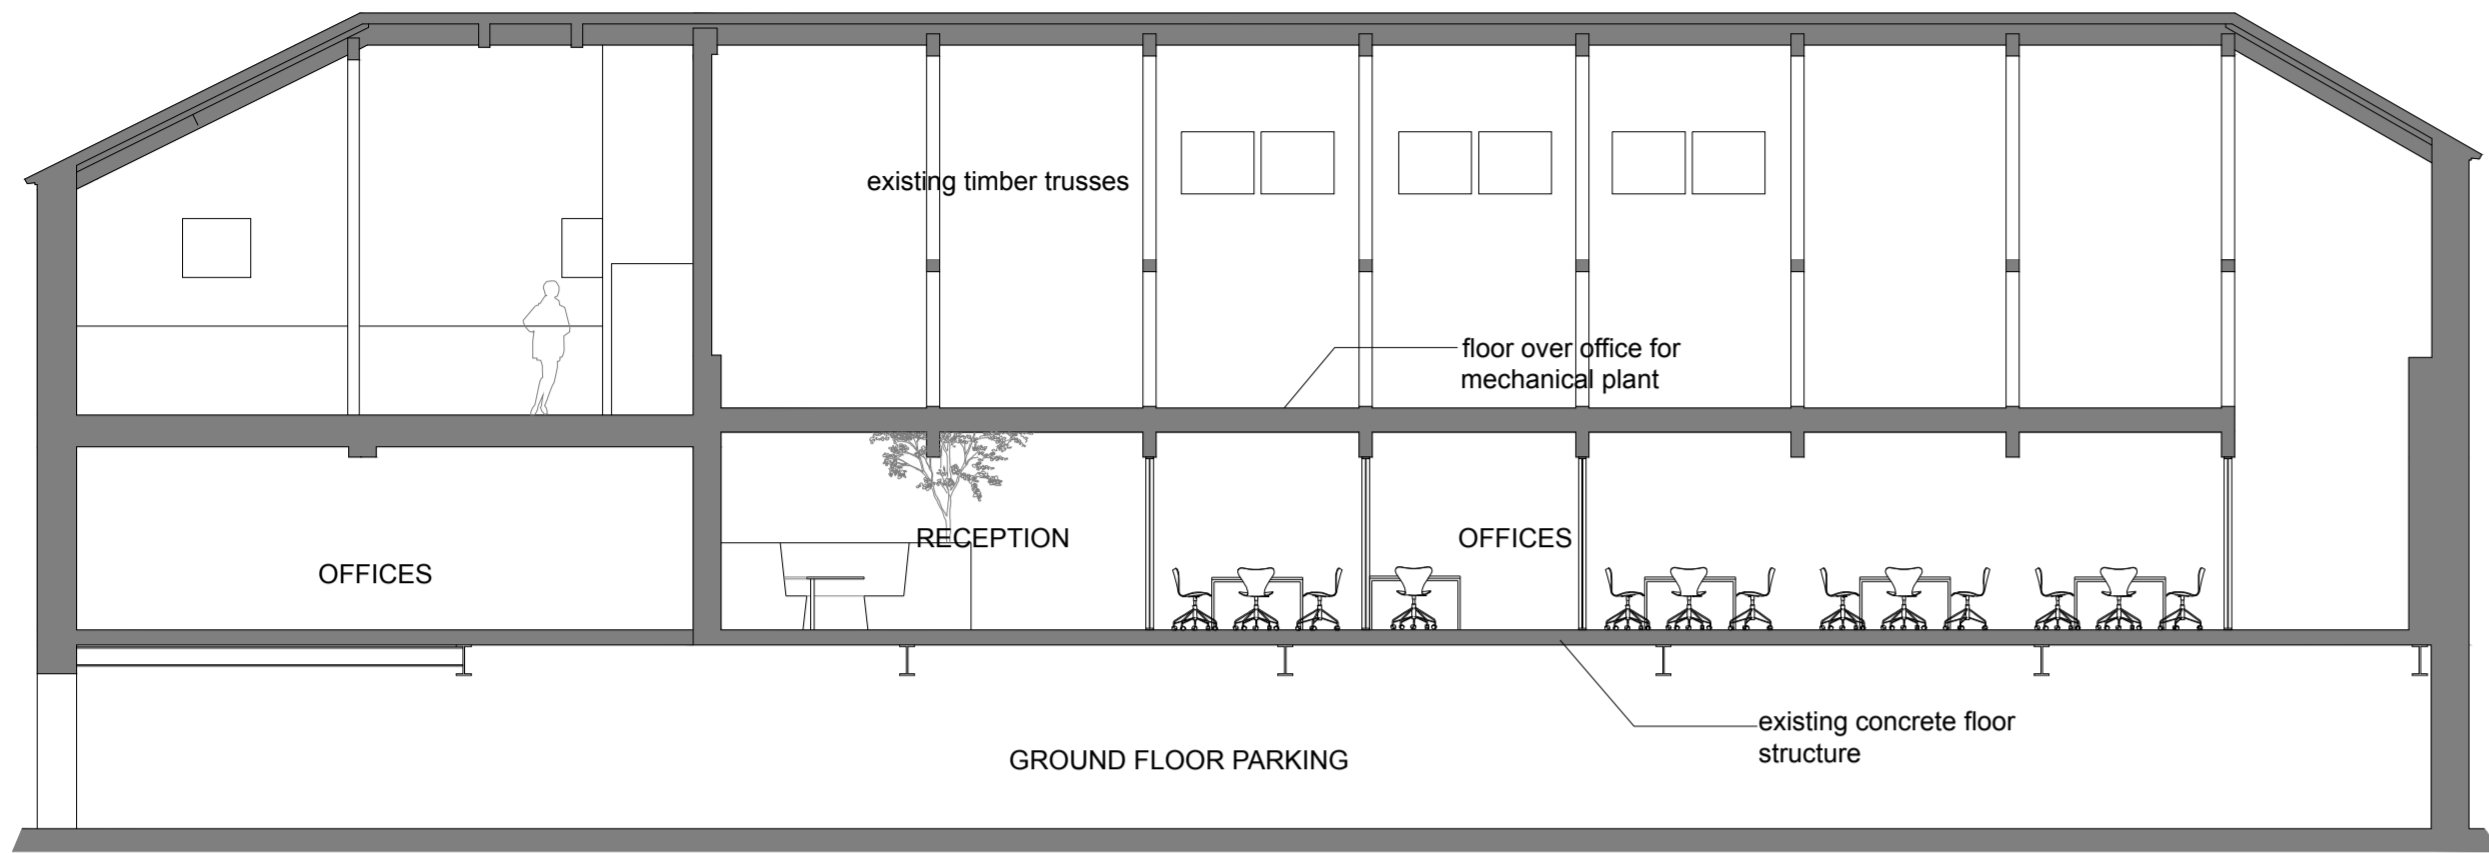 existing timber trusses
floor over office for
mechanical plant
RECEPTION
OFFICES
OFFICES
existing concrete floor
structure
GROUND FLOOR PARKING